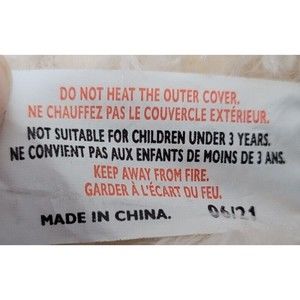 DO NOT HEAT THE OUTER COVER.
NE CHAUFFEZ PAS LE COUVERCLE EXTÉRIEUR.
NOT SUITABLE FOR CHILDREN UNDER 3 YEARS.
NE CONVIENT PAS AUX ENFANTS DE MOINS DE 3 ANS.
KEEP AWAY FROM FIRE.
GARDER À L'ÉCART DU FEU.
MADE IN CHINA. 06/21